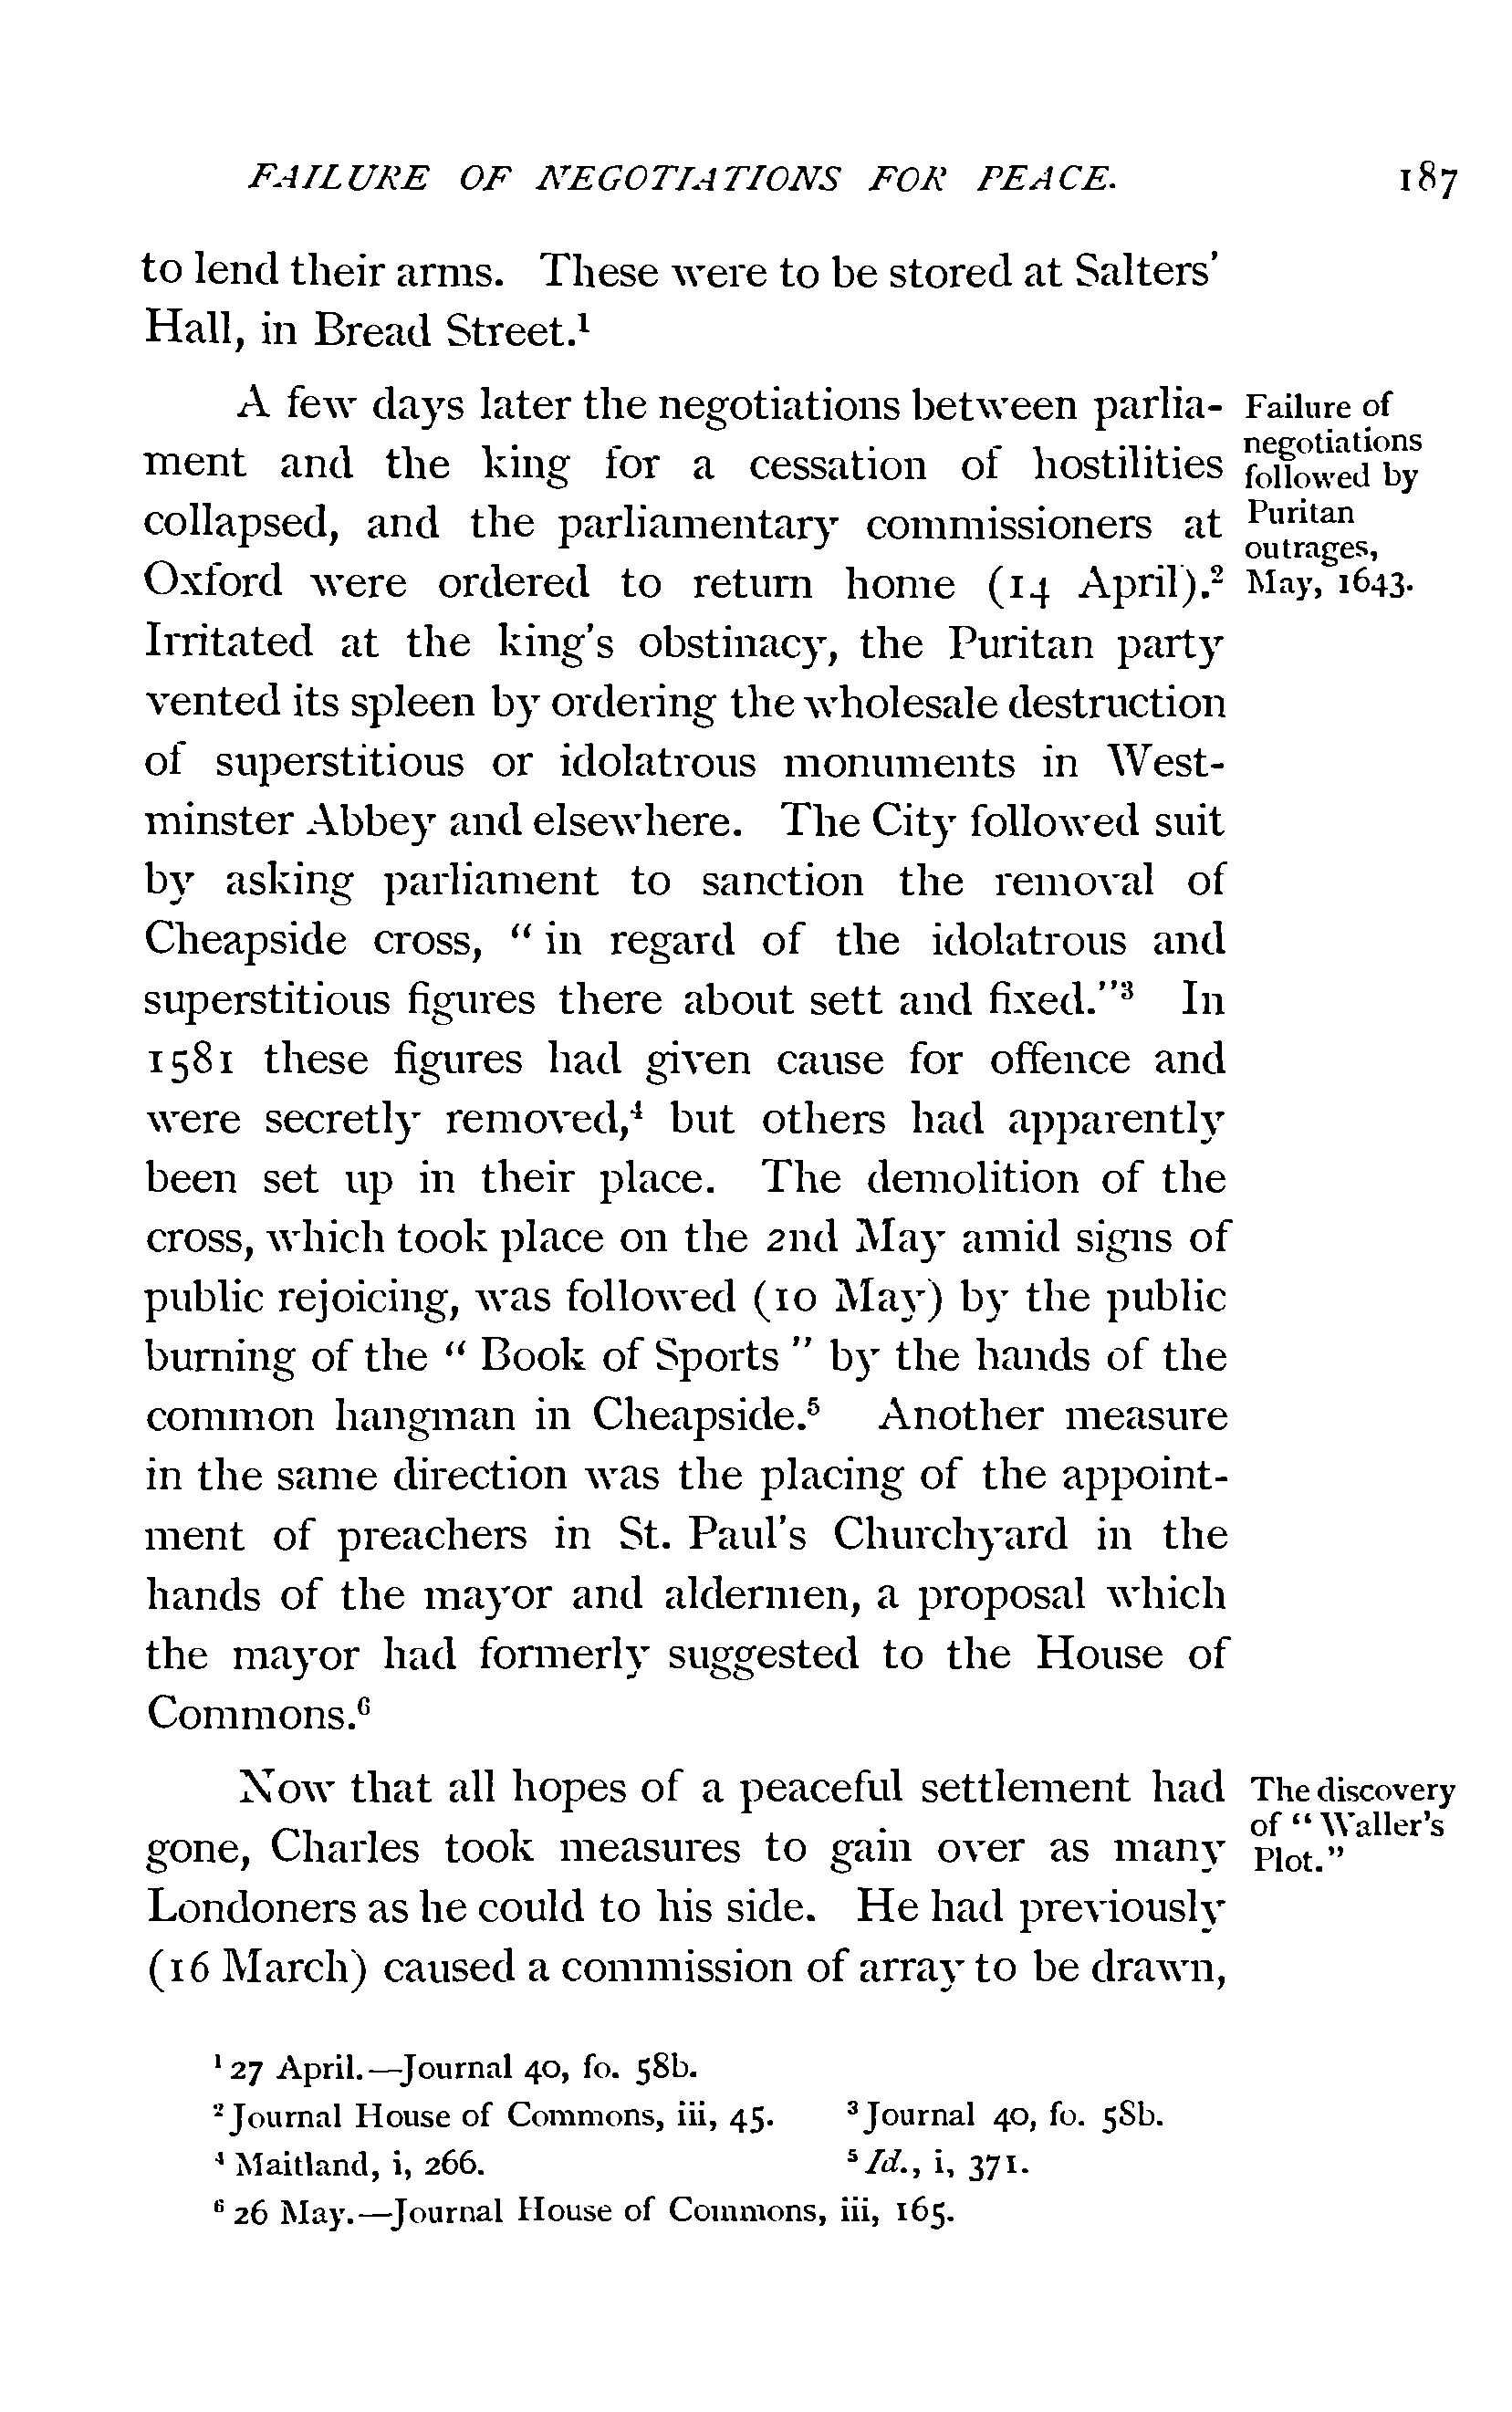 FAILURE OF NEGOTIATIONS FOR PEACE. 187
to lend their arms. These were to be stored at Salters'
Hall, in Bread Street.¹
A few days later the negotiations between parlia-
ment and the king for a cessation of hostilities
collapsed, and the parliamentary commissioners at
Oxford were ordered to return home (14 April).²
Irritated at the king's obstinacy, the Puritan party
vented its spleen by ordering the wholesale destruction
of superstitious or idolatrous monuments in West-
minster Abbey and elsewhere. The City followed suit
by asking parliament to sanction the removal of
Cheapside cross, " in regard of the idolatrous and
superstitious figures there about sett and fixed."³ In
1581 these figures had given cause for offence and
were secretly removed,⁴ but others had apparently
been set up in their place. The demolition of the
cross, which took place on the 2nd May amid signs of
public rejoicing, was followed (10 May) by the public
burning of the " Book of Sports " by the hands of the
common hangman in Cheapside.⁵ Another measure
in the same direction was the placing of the appoint-
ment of preachers in St. Paul's Churchyard in the
hands of the mayor and aldermen, a proposal which
the mayor had formerly suggested to the House of
Commons.⁶
Failure of
negotiations
followed by
Puritan
outrages,
May, 1643.
Now that all hopes of a peaceful settlement had
gone, Charles took measures to gain over as many
Londoners as he could to his side. He had previously
(16 March) caused a commission of array to be drawn,
The discovery
of "Waller's
Plot."
¹ 27 April.—Journal 40, fo. 58b.
² Journal House of Commons, iii, 45. ³ Journal 40, fo. 58b.
⁴ Maitland, i, 266. ⁵ Id., i, 371.
⁶ 26 May.—Journal House of Commons, iii, 165.